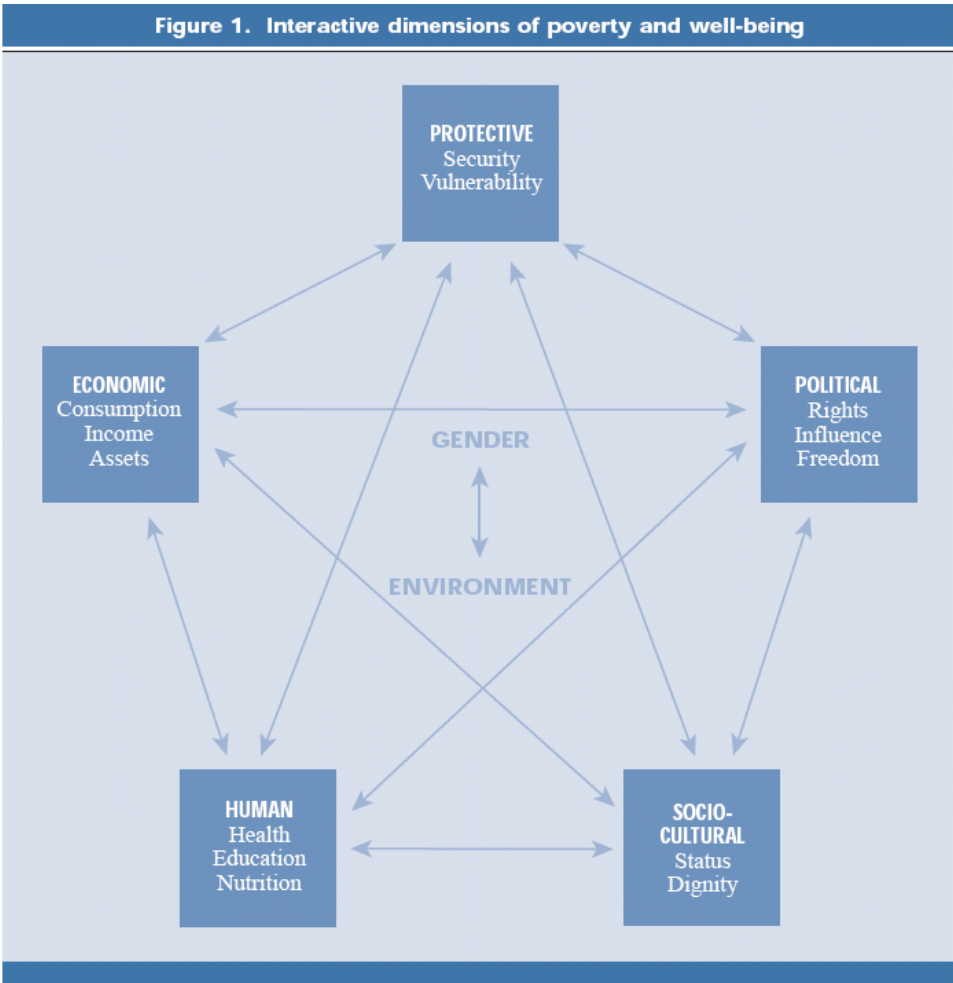 Figure 1. Interactive dimensions of poverty and well-being
PROTECTIVE
Security
Vulnerability
ECONOMIC
Consumption
Income
Assets
POLITICAL
Rights
Influence
Freedom
GENDER
ENVIRONMENT
HUMAN
Health
Education
Nutrition
SOCIO-
CULTURAL
Status
Dignity